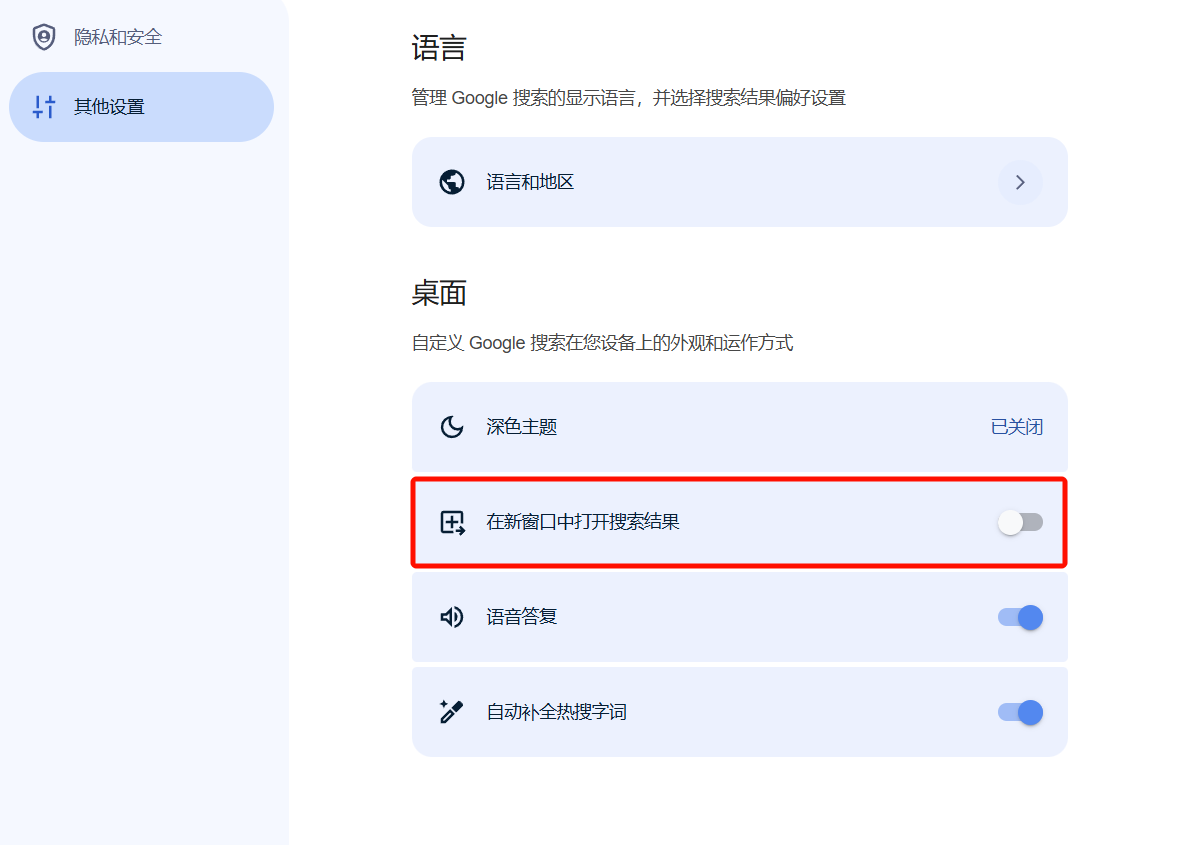 隐私和安全
其他设置
语言
管理 Google 搜索的显示语言，并选择搜索结果偏好设置
语言和地区
桌面
自定义 Google 搜索在您设备上的外观和运作方式
深色主题
已关闭
在新窗口中打开搜索结果
语音答复
自动补全热搜字词